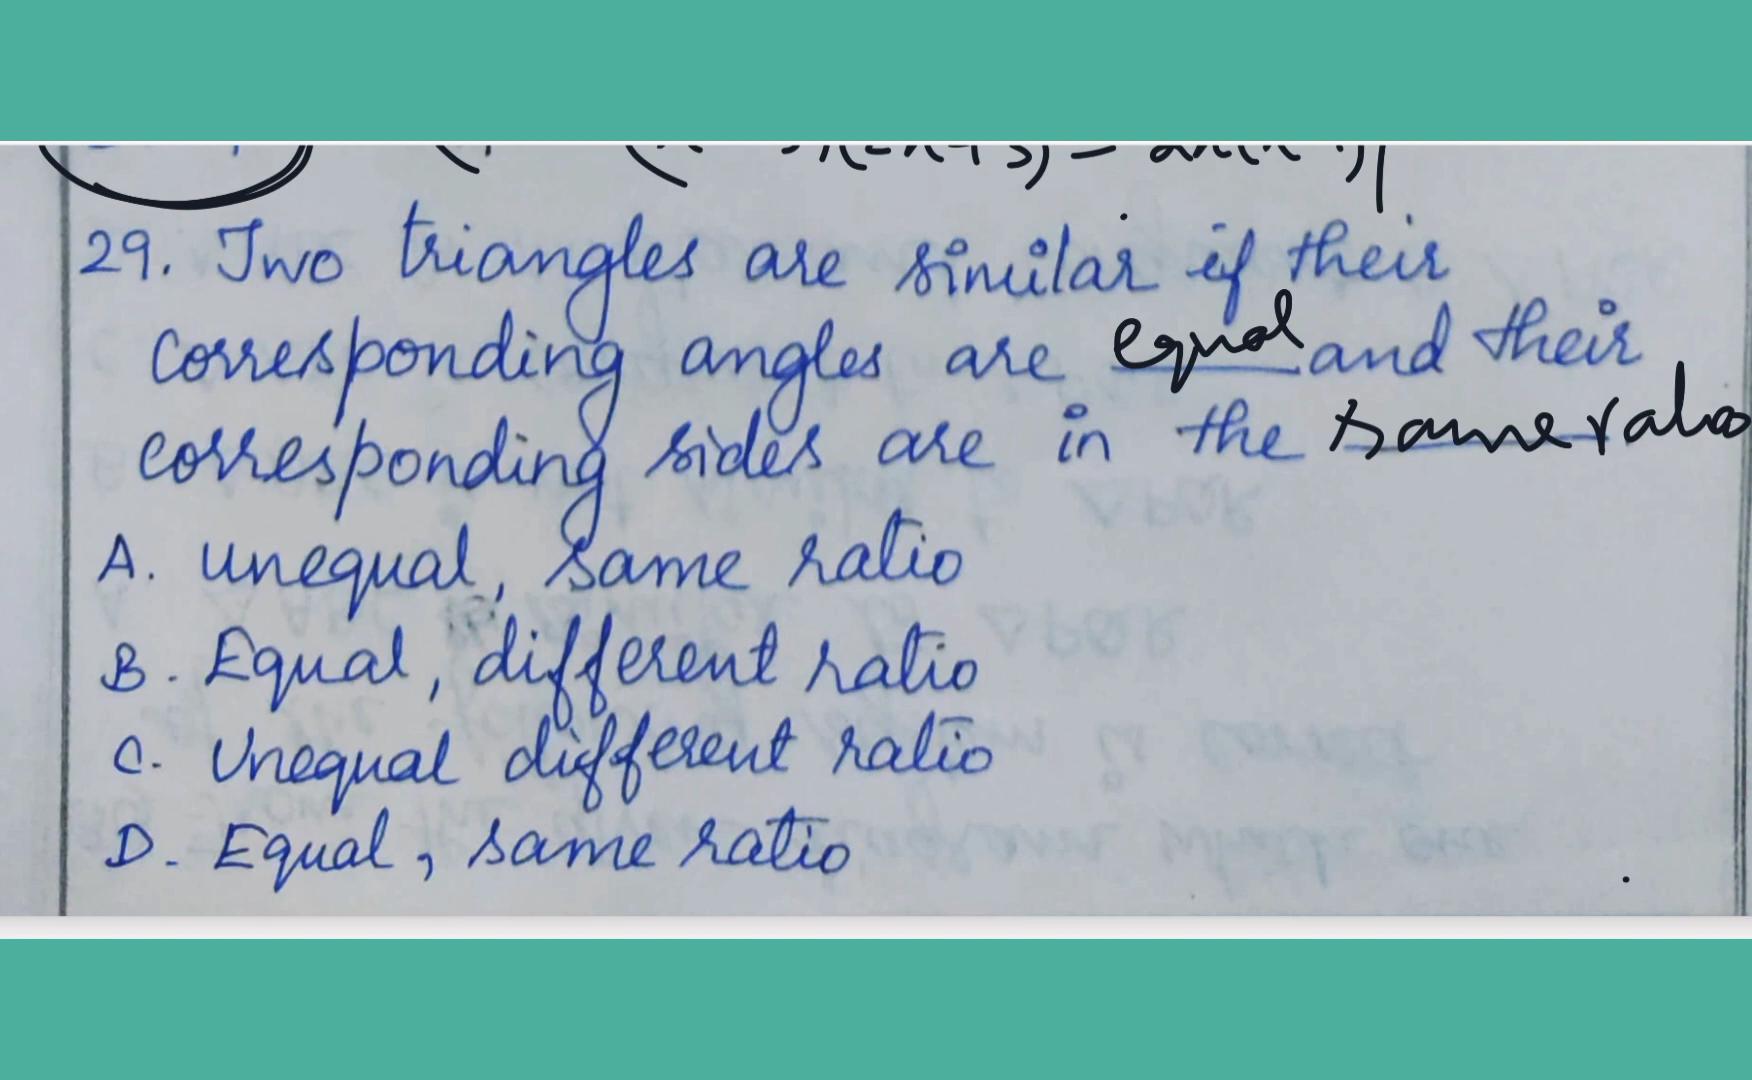 29. Two triangles are similar if their
corresponding angles are equal and their
corresponding sides are in the same ratio
A. unequal, same ratio
B. Equal, different ratio
C. Unequal different ratio
D. Equal, same ratio